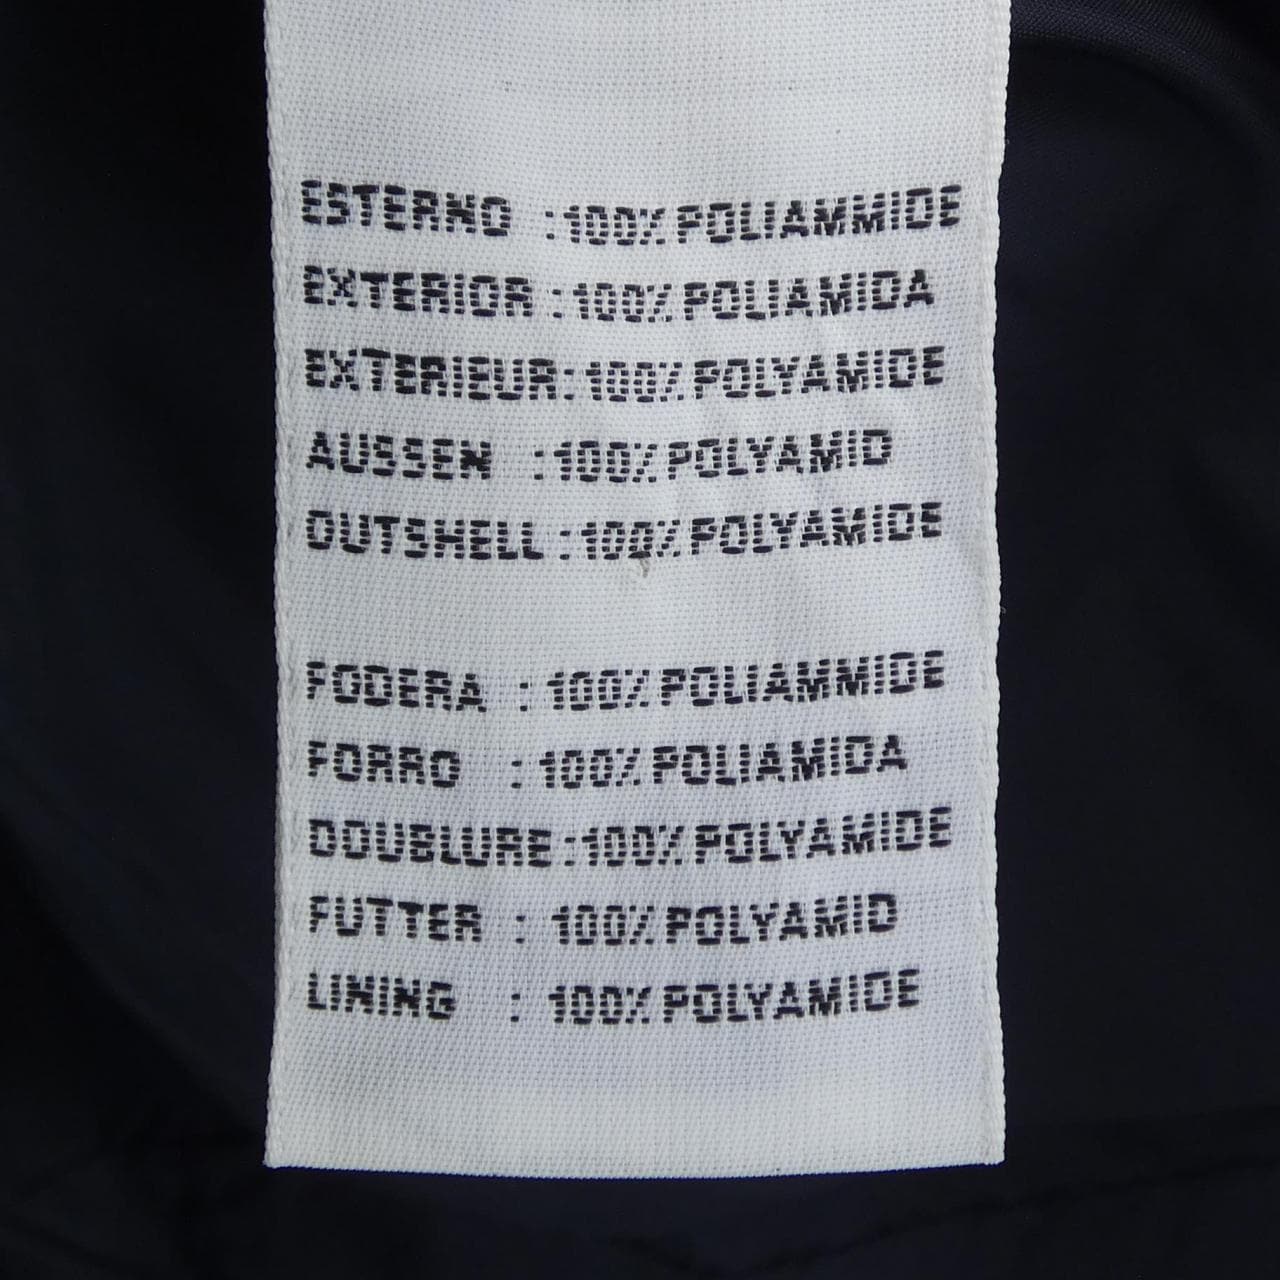 ESTERNO : 100% POLIAMMIDE
EXTERIOR : 100% POLIAMIDA
EXTERIEUR: 100% POLYAMIDE
AUSSEN : 100% POLYAMID
OUTSHELL : 100% POLYAMIDE
FODERA : 100% POLIAMMIDE
FORRO : 100% POLIAMIDA
DOUBLURE : 100% POLYAMIDE
FUTTER : 100% POLYAMID
LINING : 100% POLYAMIDE